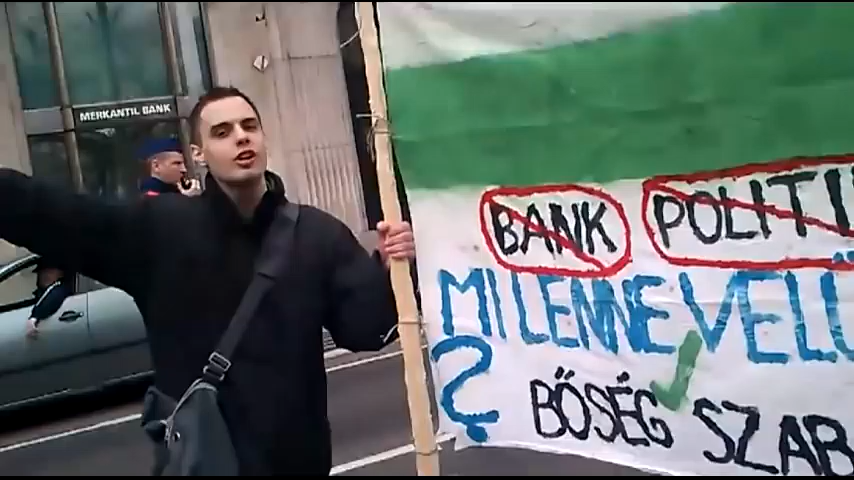 MERKANTIL BANK
BANK POLITI
MI LENNE VELÜ
?
BŐSÉG SZAB